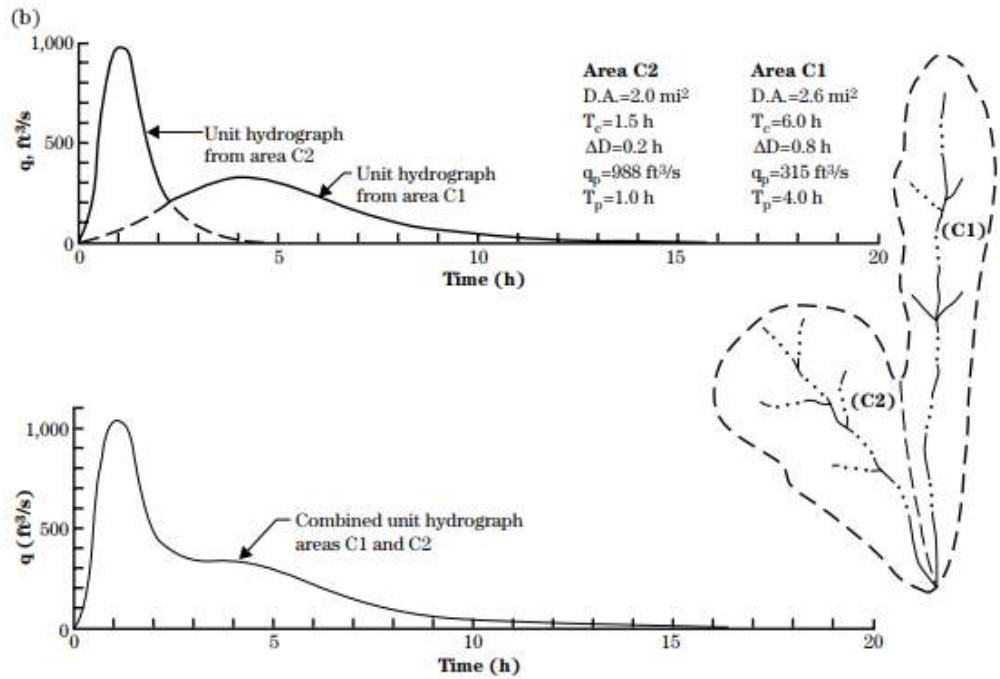 (b)
1,000
500
0
q, ft³/s
Unit hydrograph
from area C2
Unit hydrograph
from area C1
5
10
15
20
Time (h)
Area C2
D.A.=2.0 mi²
T_c=1.5 h
ΔD=0.2 h
q_p=988 ft³/s
T_p=1.0 h
Area C1
D.A.=2.6 mi²
T_c=6.0 h
ΔD=0.8 h
q_p=315 ft³/s
T_p=4.0 h
(C1)
(C2)
1,000
500
0
q (ft³/s)
Combined unit hydrograph
areas C1 and C2
0
5
10
15
20
Time (h)